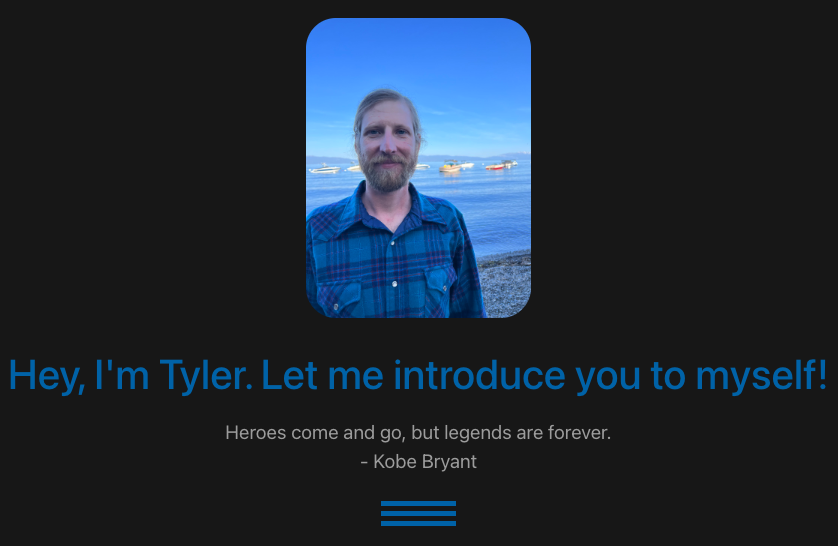 Hey, I'm Tyler. Let me introduce you to myself!
Heroes come and go, but legends are forever.
- Kobe Bryant